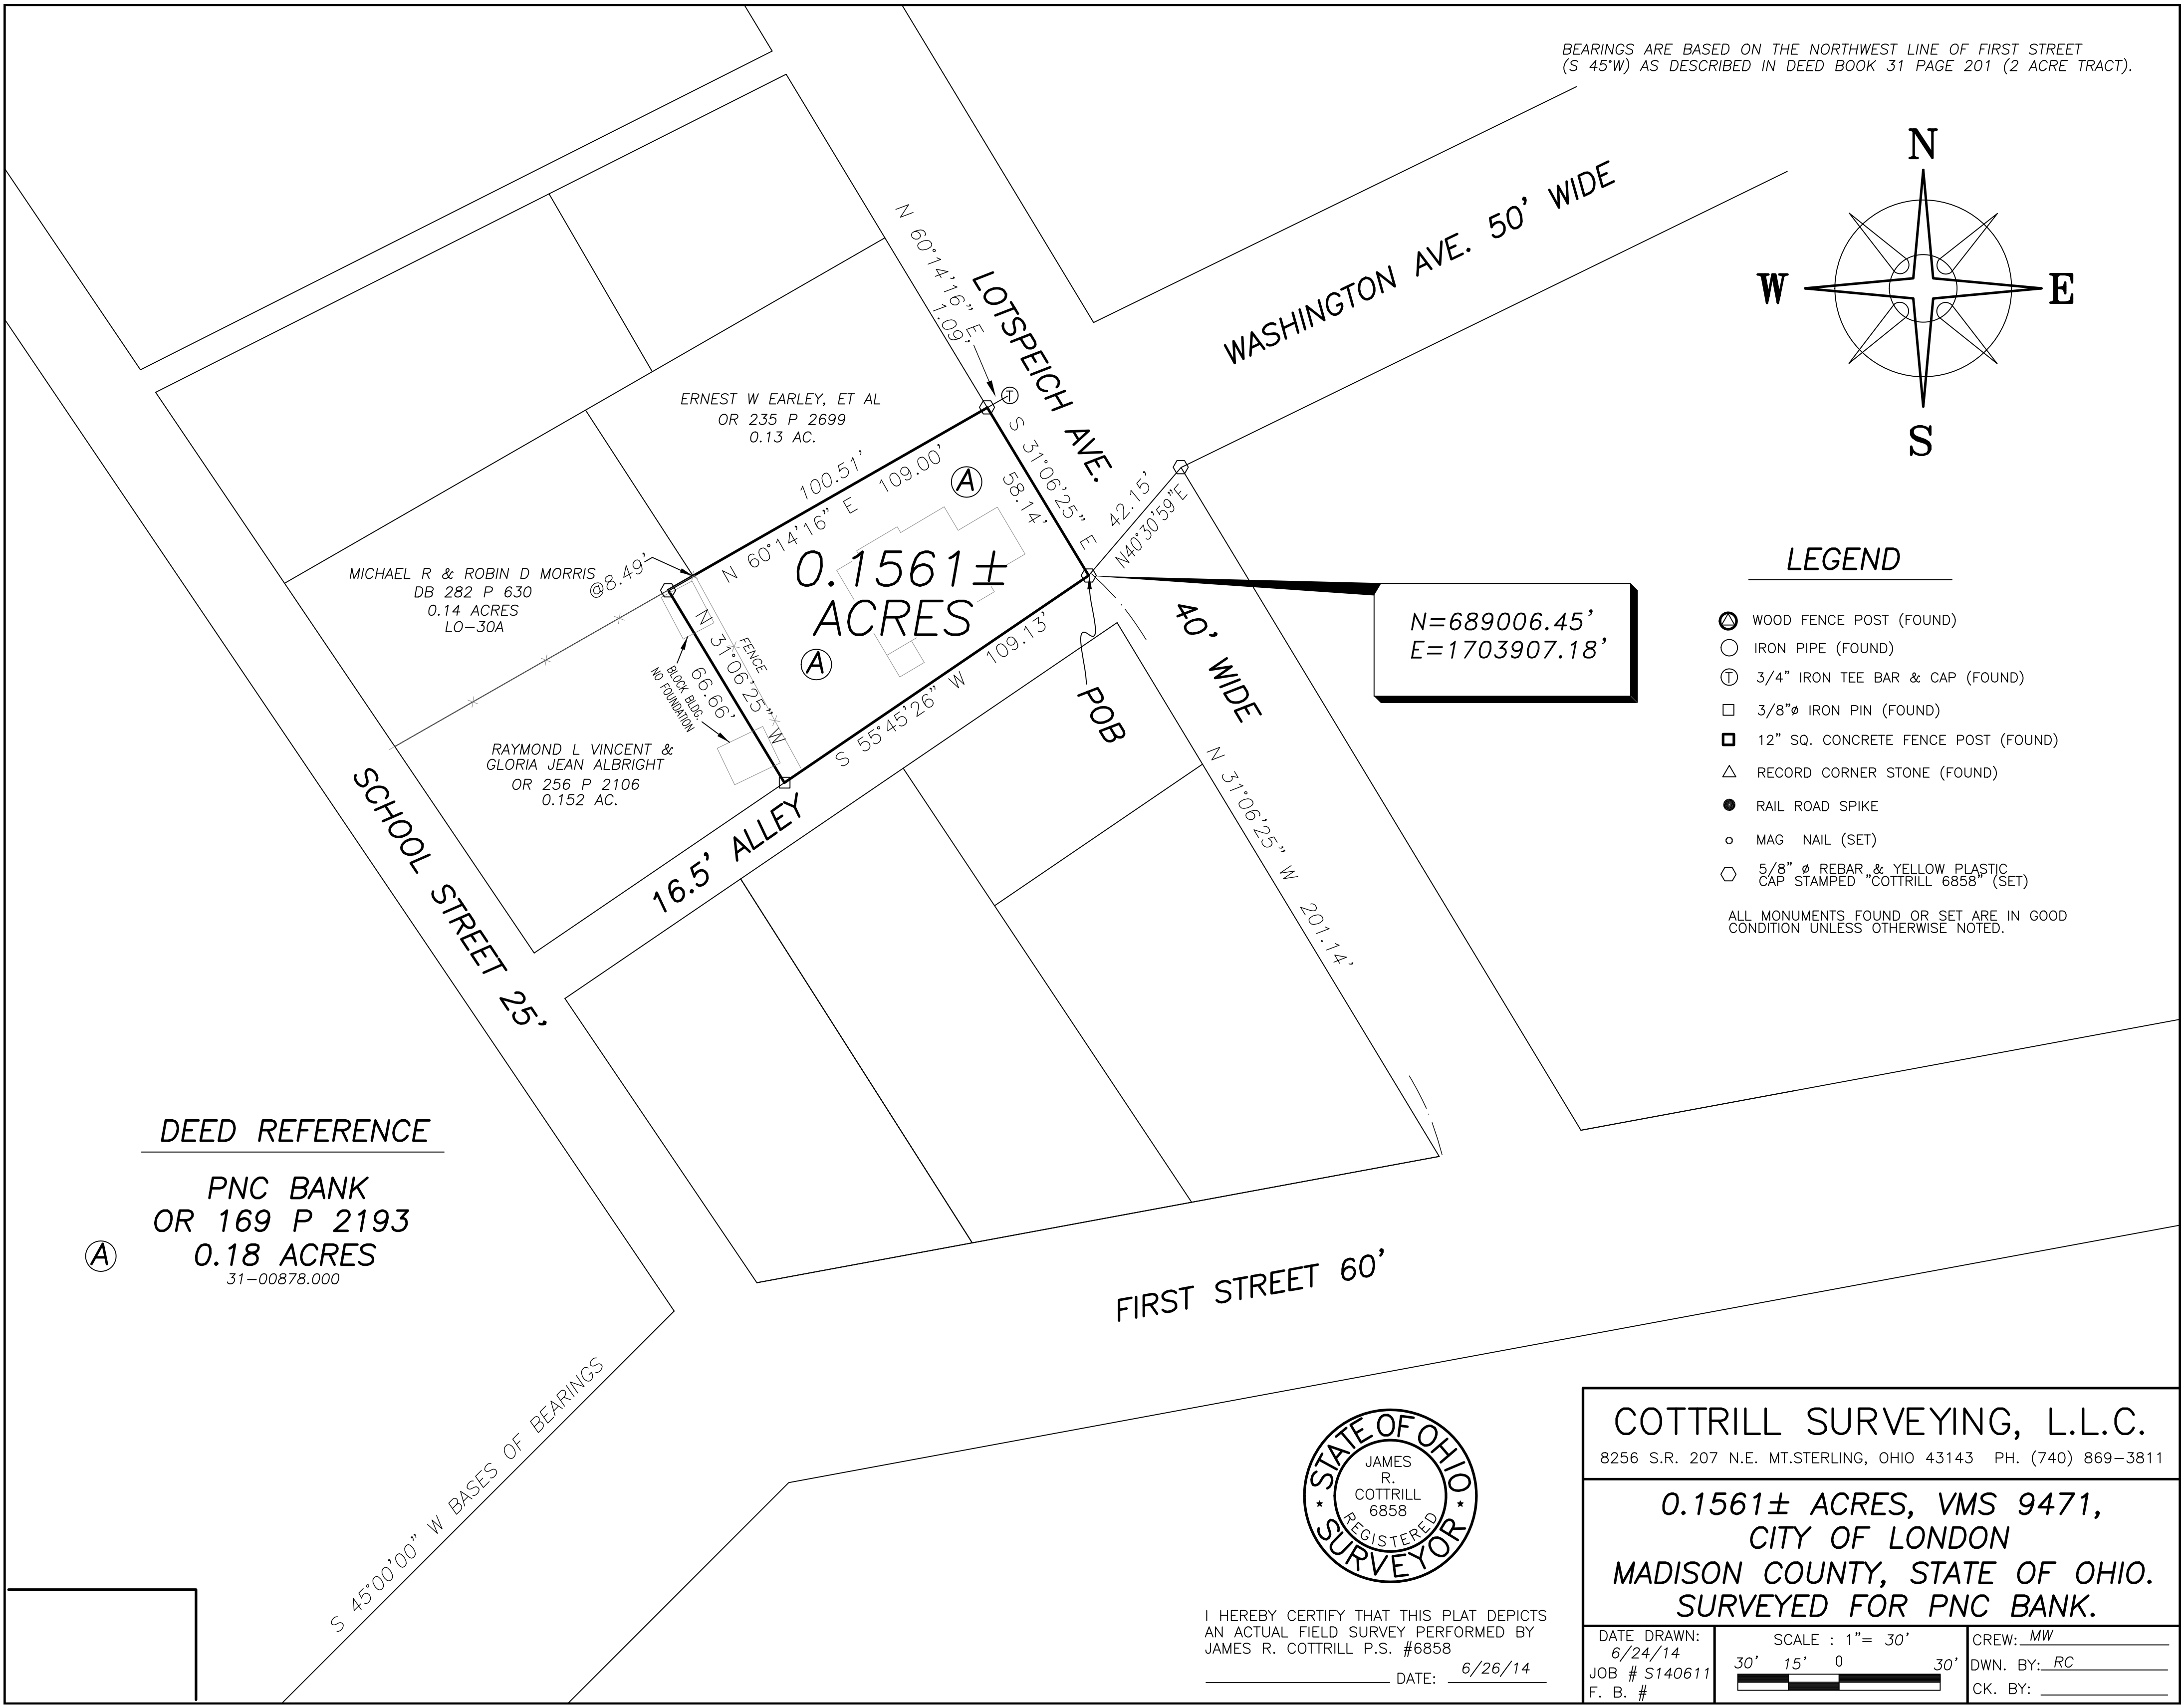 BEARINGS ARE BASED ON THE NORTHWEST LINE OF FIRST STREET
(S 45°W) AS DESCRIBED IN DEED BOOK 31 PAGE 201 (2 ACRE TRACT).
N
W
E
S
WASHINGTON AVE. 50' WIDE
LOTSPEICH AVE.
40' WIDE
N 60°14'16" E
1.09'
T
ERNEST W EARLEY, ET AL
OR 235 P 2699
0.13 AC.
100.51'
N 60°14'16" E 109.00'
A
S 31°06'25" E
58.14'
42.15'
N40°30'59"E
0.1561±
ACRES
A
MICHAEL R & ROBIN D MORRIS
DB 282 P 630
0.14 ACRES
LO-30A
@8.49'
N 31°06'25" W
66.66'
FENCE
BLOCK BLDG.
NO FOUNDATION
S 55°45'26" W 109.13'
POB
N=689006.45'
E=1703907.18'
RAYMOND L VINCENT &
GLORIA JEAN ALBRIGHT
OR 256 P 2106
0.152 AC.
16.5' ALLEY
SCHOOL STREET 25'
N 31°06'25" W 201.14'
FIRST STREET 60'
S 45°00'00" W BASES OF BEARINGS
LEGEND
WOOD FENCE POST (FOUND)
IRON PIPE (FOUND)
T 3/4" IRON TEE BAR & CAP (FOUND)
3/8"ø IRON PIN (FOUND)
12" SQ. CONCRETE FENCE POST (FOUND)
RECORD CORNER STONE (FOUND)
RAIL ROAD SPIKE
MAG NAIL (SET)
5/8" ø REBAR & YELLOW PLASTIC
CAP STAMPED "COTTRILL 6858" (SET)
ALL MONUMENTS FOUND OR SET ARE IN GOOD
CONDITION UNLESS OTHERWISE NOTED.
DEED REFERENCE
PNC BANK
OR 169 P 2193
A 0.18 ACRES
31-00878.000
STATE OF OHIO
JAMES
R.
COTTRILL
6858
REGISTERED
SURVEYOR
I HEREBY CERTIFY THAT THIS PLAT DEPICTS
AN ACTUAL FIELD SURVEY PERFORMED BY
JAMES R. COTTRILL P.S. #6858
DATE: 6/26/14
COTTRILL SURVEYING, L.L.C.
8256 S.R. 207 N.E. MT.STERLING, OHIO 43143 PH. (740) 869-3811
0.1561± ACRES, VMS 9471,
CITY OF LONDON
MADISON COUNTY, STATE OF OHIO.
SURVEYED FOR PNC BANK.
DATE DRAWN:
6/24/14
JOB # S140611
F. B. #
SCALE : 1"= 30'
30' 15' 0 30'
CREW: MW
DWN. BY: RC
CK. BY: